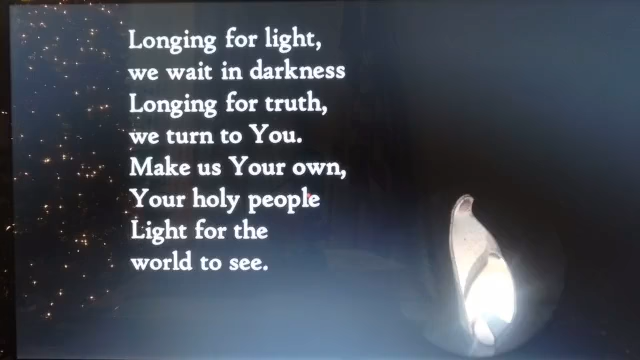 Longing for light,
we wait in darkness
Longing for truth,
we turn to You.
Make us Your own,
Your holy people
Light for the
world to see.